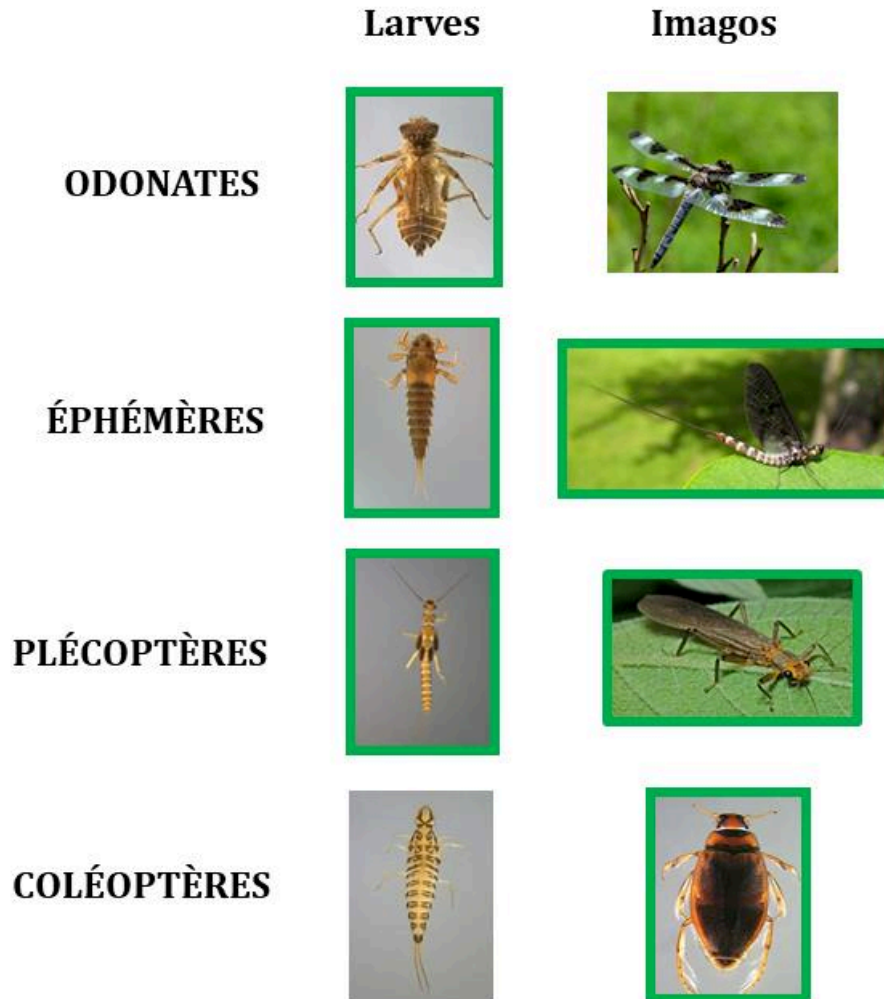 Larves
Imagos
ODONATES
ÉPHÉMÈRES
PLÉCOPTÈRES
COLÉOPTÈRES